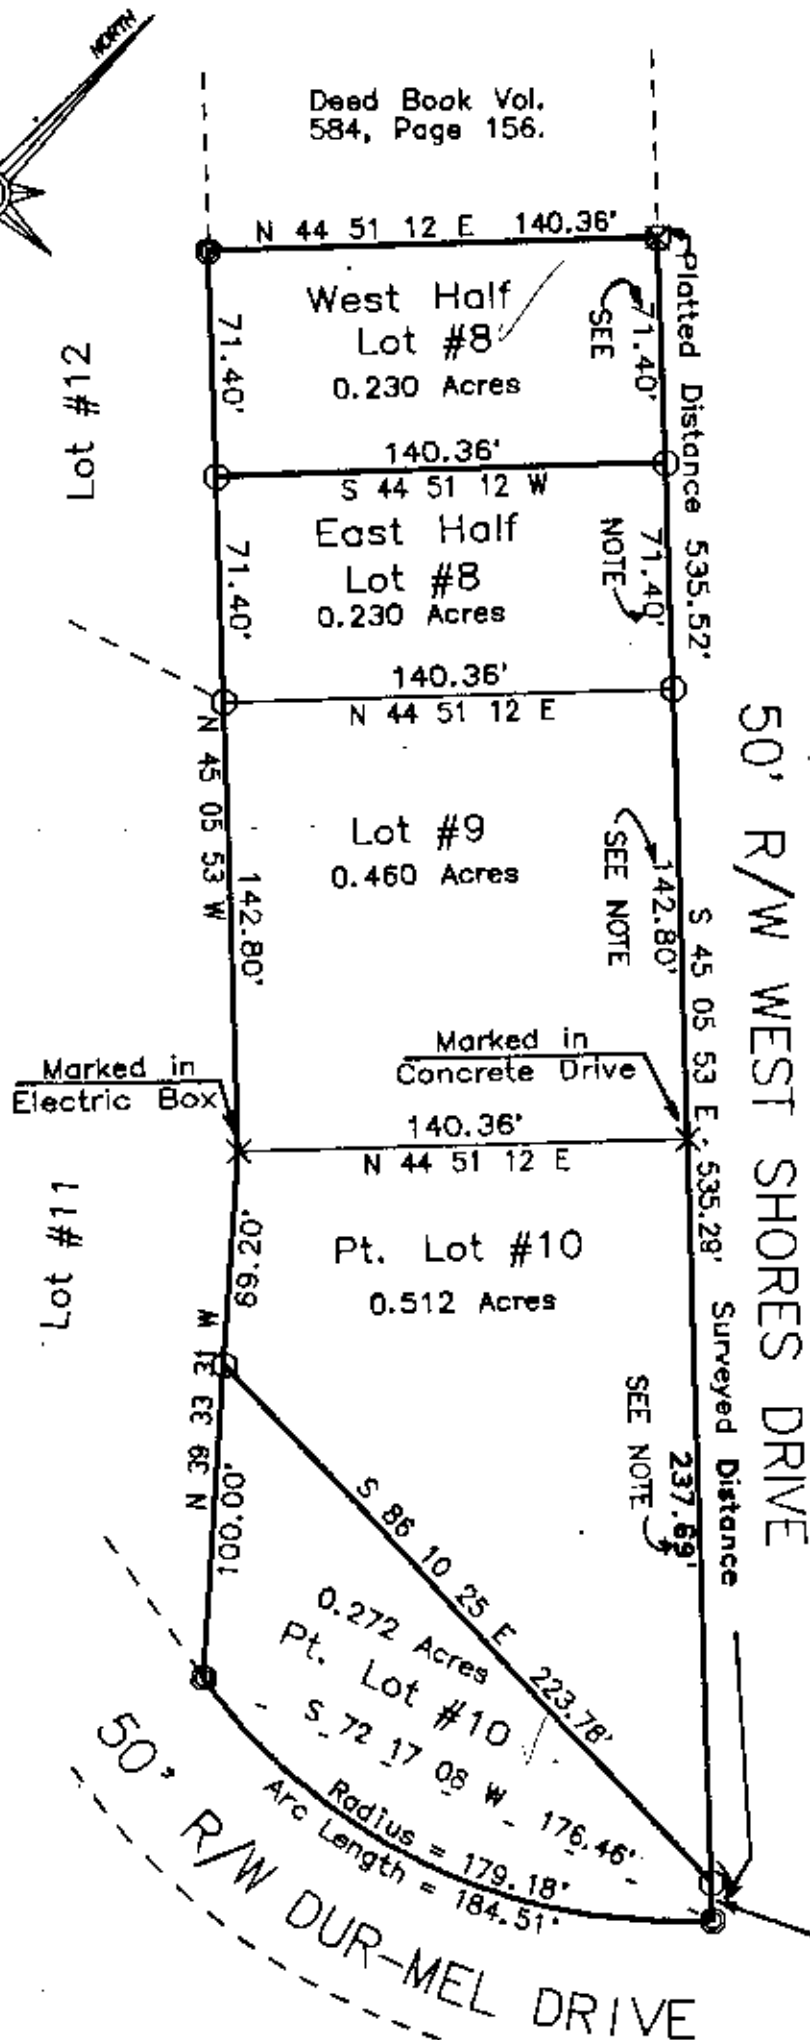 NORTH
Deed Book Vol.
584, Page 156.
N 44 51 12 E 140.36'
West Half
Lot #8
0.230 Acres
71.40'
71.40'
SEE
Platted Distance 535.52'
Lot #12
140.36'
S 44 51 12 W
East Half
Lot #8
0.230 Acres
71.40'
71.40'
NOTE
140.36'
N 44 51 12 E
N 45 05 53 W 142.80'
Lot #9
0.460 Acres
142.80'
SEE NOTE
S 45 05 53 E 535.29' Surveyed Distance
50' R/W WEST SHORES DRIVE
Marked in
Electric Box
Marked in
Concrete Drive
140.36'
N 44 51 12 E
Lot #11
69.20'
Pt. Lot #10
0.512 Acres
237.69'
SEE NOTE
N 39 33 31 W
100.00'
S 86 10 25 E 223.78'
0.272 Acres
Pt. Lot #10
S 72 17 08 W 176.46'
Radius = 179.18'
Arc Length = 184.51'
50' R/W DUR-MEL DRIVE